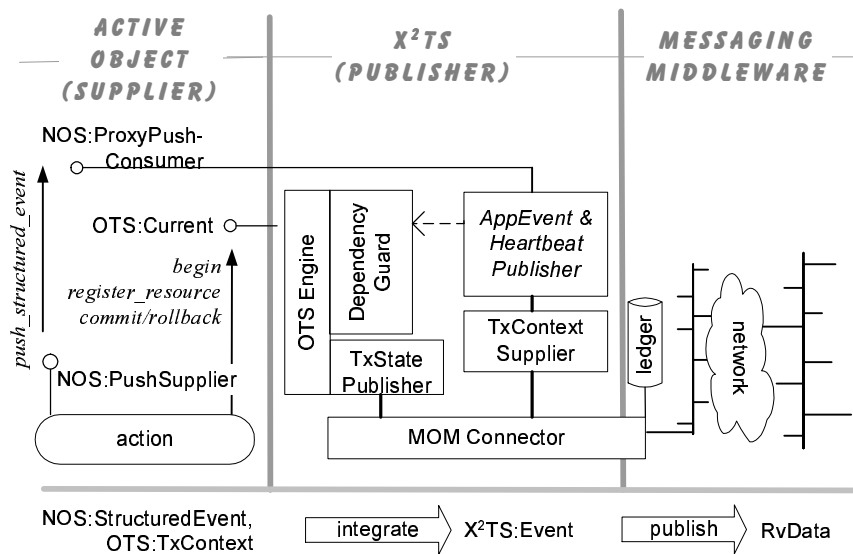 ACTIVE
OBJECT
(SUPPLIER)
X²TS
(PUBLISHER)
MESSAGING
MIDDLEWARE
NOS:ProxyPush-
Consumer
push_structured_event
OTS:Current
begin
register_resource
commit/rollback
NOS:PushSupplier
action
OTS Engine
Dependency
Guard
AppEvent &
Heartbeat
Publisher
TxState
Publisher
TxContext
Supplier
MOM Connector
ledger
network
NOS:StructuredEvent,
OTS:TxContext
integrate
X²TS:Event
publish
RvData